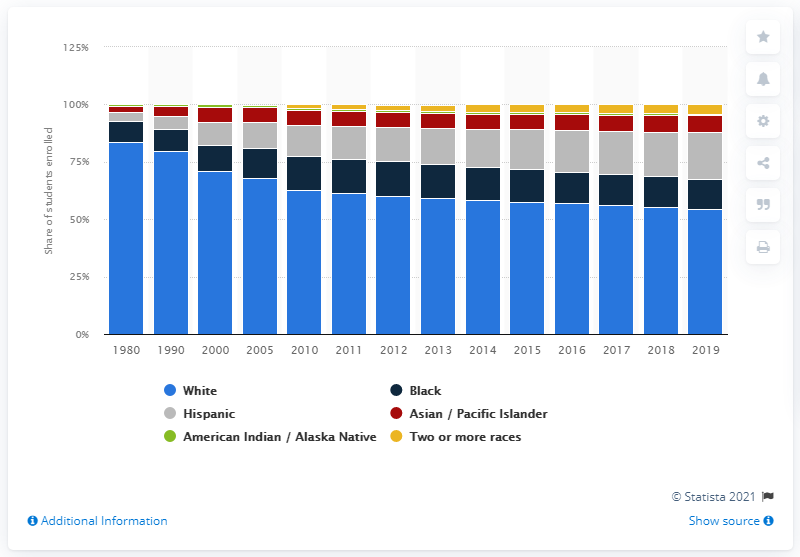 125%
100%
75%
50%
25%
0%
Share of students enrolled
1980 1990 2000 2005 2010 2011 2012 2013 2014 2015 2016 2017 2018 2019
White Black
Hispanic Asian / Pacific Islander
American Indian / Alaska Native Two or more races
© Statista 2021
Additional Information Show source